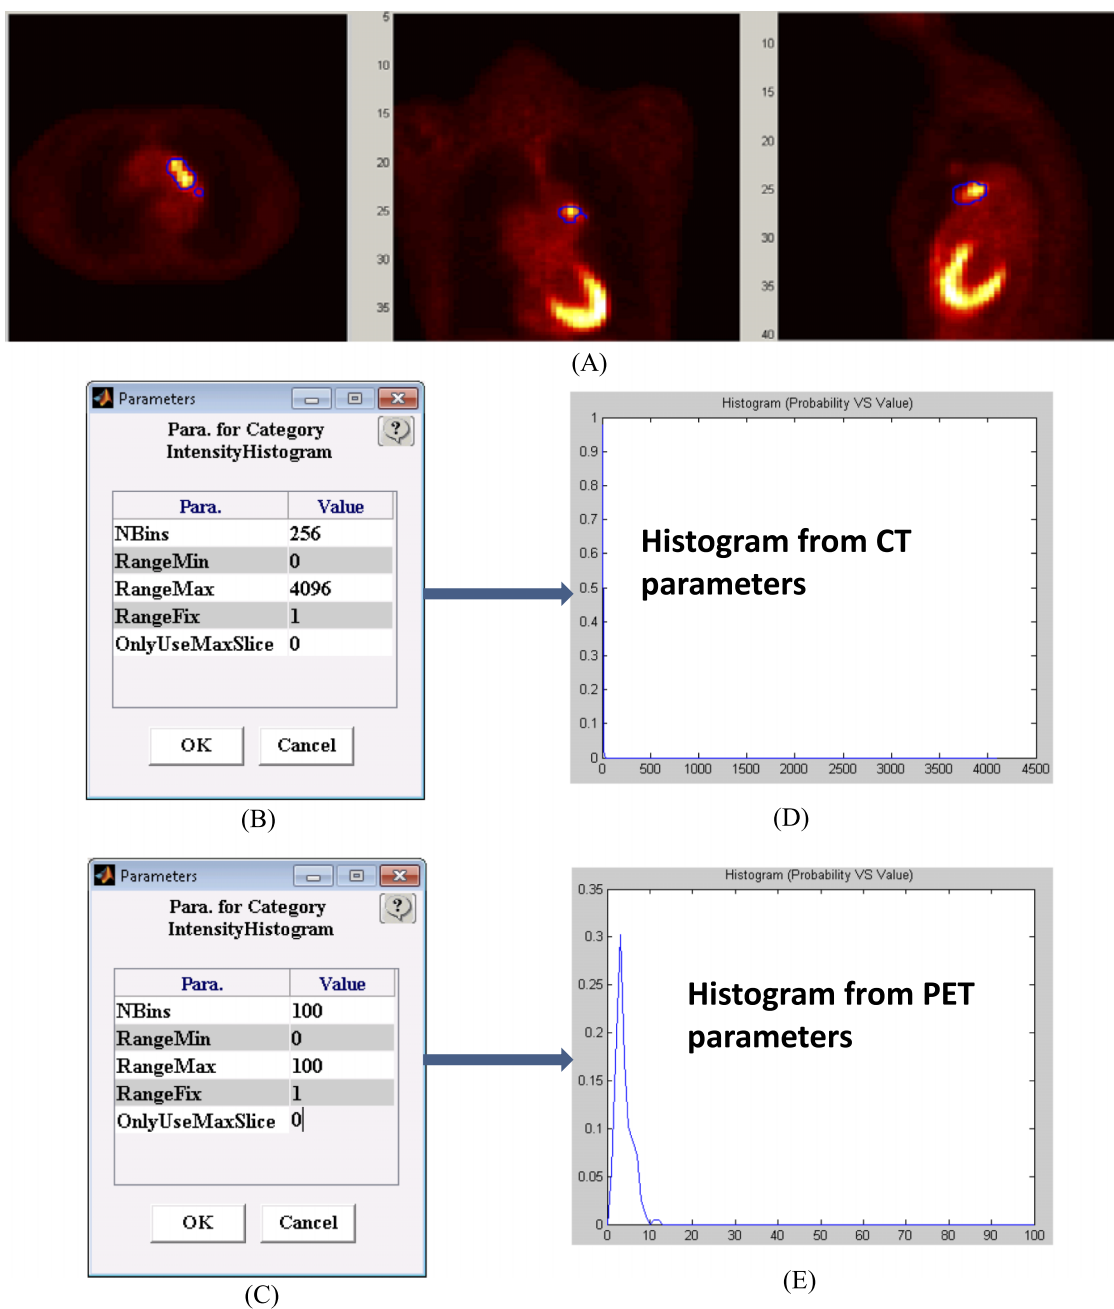 5
10
15
20
25
30
35
10
15
20
25
30
35
40
(A)
Parameters
Para. for Category
IntensityHistogram
?
Para. Value
NBins 256
RangeMin 0
RangeMax 4096
RangeFix 1
OnlyUseMaxSlice 0
OK Cancel
(B)
Histogram (Probability VS Value)
1
0.9
0.8
0.7
0.6
0.5
0.4
0.3
0.2
0.1
0
0 500 1000 1500 2000 2500 3000 3500 4000 4500
Histogram from CT
parameters
(D)
Parameters
Para. for Category
IntensityHistogram
?
Para. Value
NBins 100
RangeMin 0
RangeMax 100
RangeFix 1
OnlyUseMaxSlice 0
OK Cancel
(C)
Histogram (Probability VS Value)
0.35
0.3
0.25
0.2
0.15
0.1
0.05
0
0 10 20 30 40 50 60 70 80 90 100
Histogram from PET
parameters
(E)